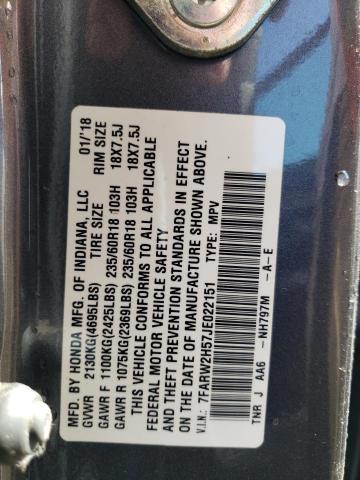 MFD. BY HONDA MFG. OF INDIANA, LLC 01/'18
GVWR 2130KG(4695LBS) TIRE SIZE RIM SIZE
GAWR F 1100KG(2425LBS) 235/60R18 103H 18X7.5J
GAWR R 1075KG(2369LBS) 235/60R18 103H 18X7.5J
THIS VEHICLE CONFORMS TO ALL APPLICABLE
FEDERAL MOTOR VEHICLE SAFETY
AND THEFT PREVENTION STANDARDS IN EFFECT
ON THE DATE OF MANUFACTURE SHOWN ABOVE.
V.I.N.: 7FARW2H57JE022151 TYPE: MPV
TNR J AA6 -NH797M -A-E